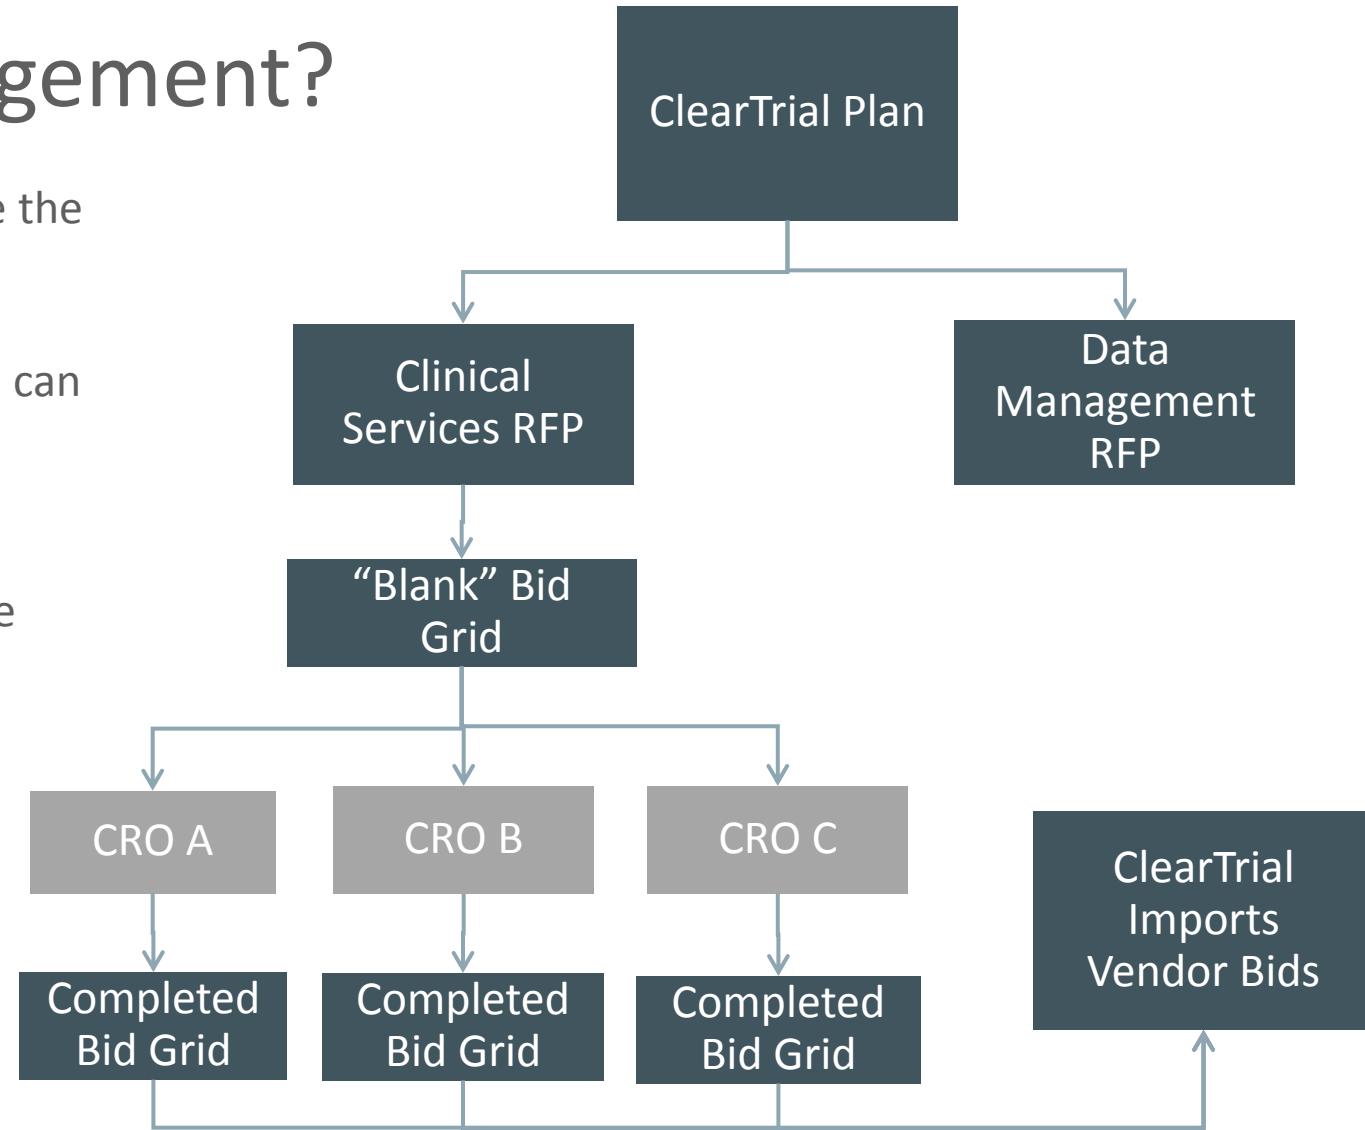 gement?
e the
can
e
ClearTrial Plan
Clinical
Services RFP
Data
Management
RFP
“Blank” Bid
Grid
CRO A
CRO B
CRO C
Completed
Bid Grid
Completed
Bid Grid
Completed
Bid Grid
ClearTrial
Imports
Vendor Bids